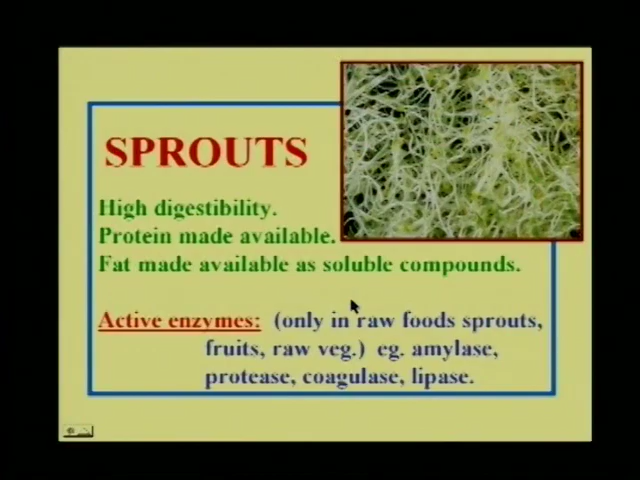 SPROUTS
High digestibility.
Protein made available.
Fat made available as soluble compounds.
Active enzymes: (only in raw foods sprouts,
fruits, raw veg.) eg. amylase,
protease, coagulase, lipase.